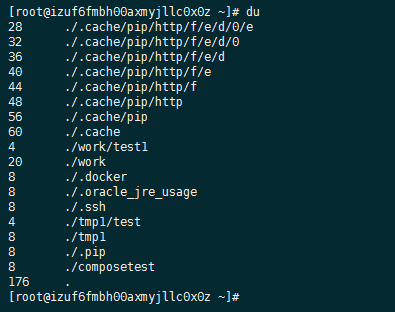 [root@izuf6fmbh00axmyjllc0x0z ~]# du
28 ./.cache/pip/http/f/e/d/0/e
32 ./.cache/pip/http/f/e/d/0
36 ./.cache/pip/http/f/e/d
40 ./.cache/pip/http/f/e
44 ./.cache/pip/http/f
48 ./.cache/pip/http
56 ./.cache/pip
60 ./.cache
4 ./work/test1
20 ./work
8 ./.docker
8 ./.oracle_jre_usage
8 ./.ssh
4 ./tmp1/test
8 ./tmp1
8 ./.pip
8 ./composetest
176 .
[root@izuf6fmbh00axmyjllc0x0z ~]#